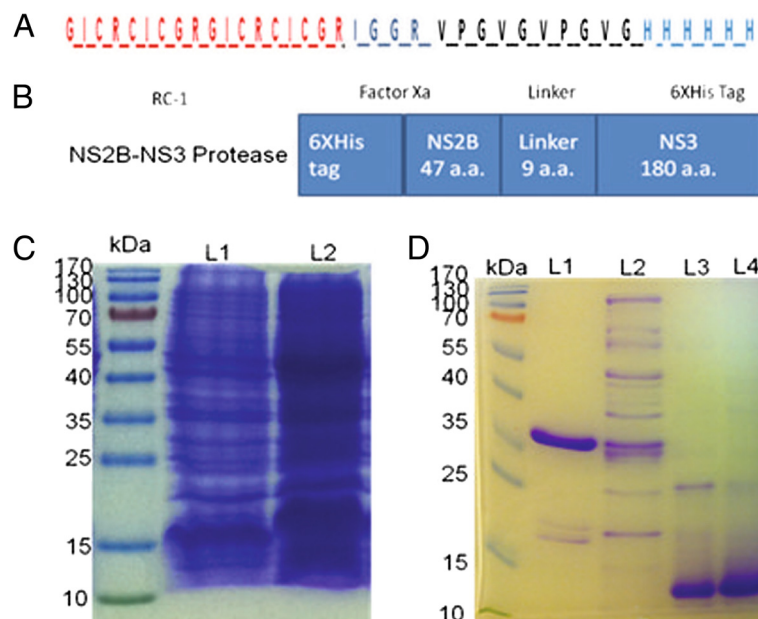 A
G I C R C I C G R G I C R C I C G R I G G R V P G V G V P G V G H H H H H H
B
RC-1 Factor Xa Linker 6XHis Tag
NS2B-NS3 Protease
6XHis tag
NS2B 47 a.a.
Linker 9 a.a.
NS3 180 a.a.
C
kDa L1 L2
170
130
100
70
55
40
35
25
15
10
D
kDa L1 L2 L3 L4
170
130
100
70
55
40
35
25
15
10